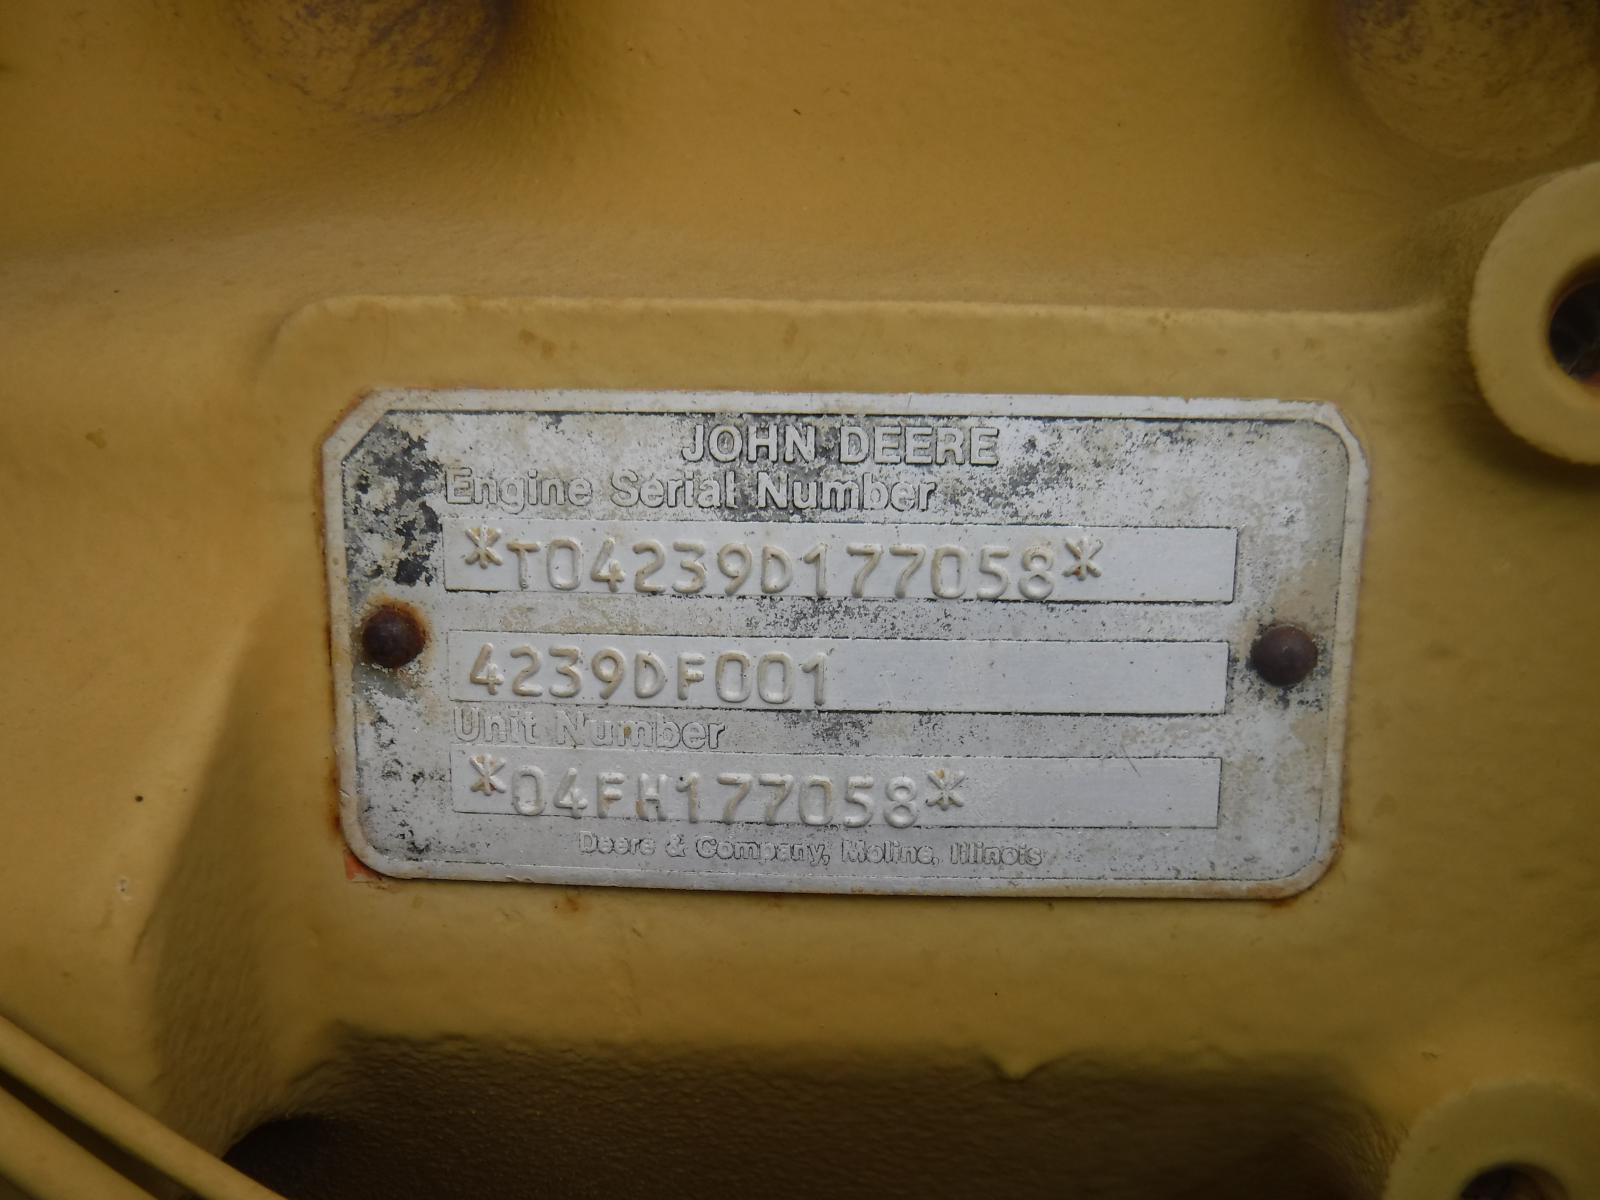 JOHN DEERE
Engine Serial Number
*T04239D177058*
4239DF001
Unit Number
*04FH177058*
Deere & Company, Moline, Illinois